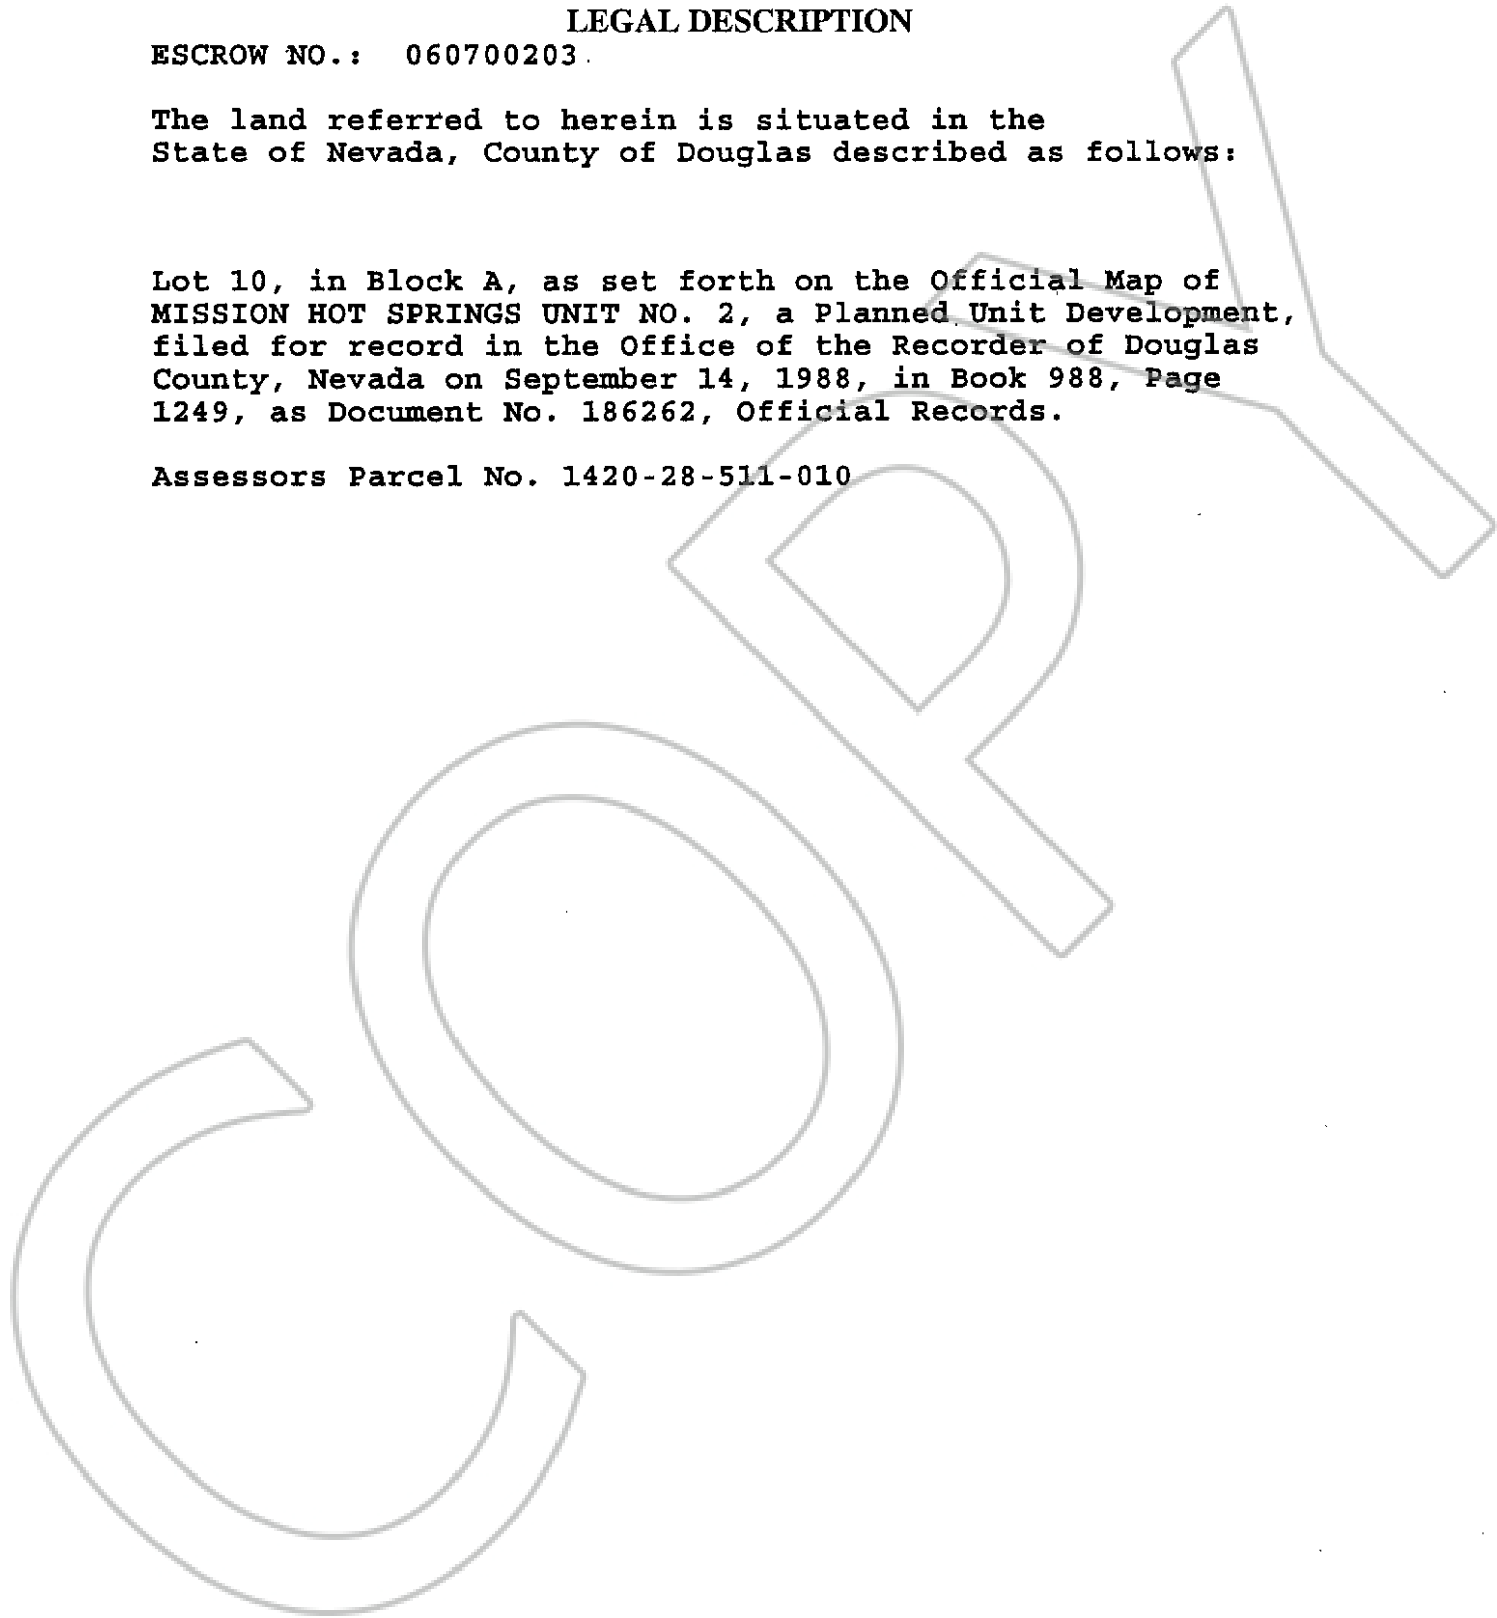 LEGAL DESCRIPTION
ESCROW NO.: 060700203
The land referred to herein is situated in the
State of Nevada, County of Douglas described as follows:
Lot 10, in Block A, as set forth on the Official Map of
MISSION HOT SPRINGS UNIT NO. 2, a Planned Unit Development,
filed for record in the Office of the Recorder of Douglas
County, Nevada on September 14, 1988, in Book 988, Page
1249, as Document No. 186262, Official Records.
Assessors Parcel No. 1420-28-511-010
COPY